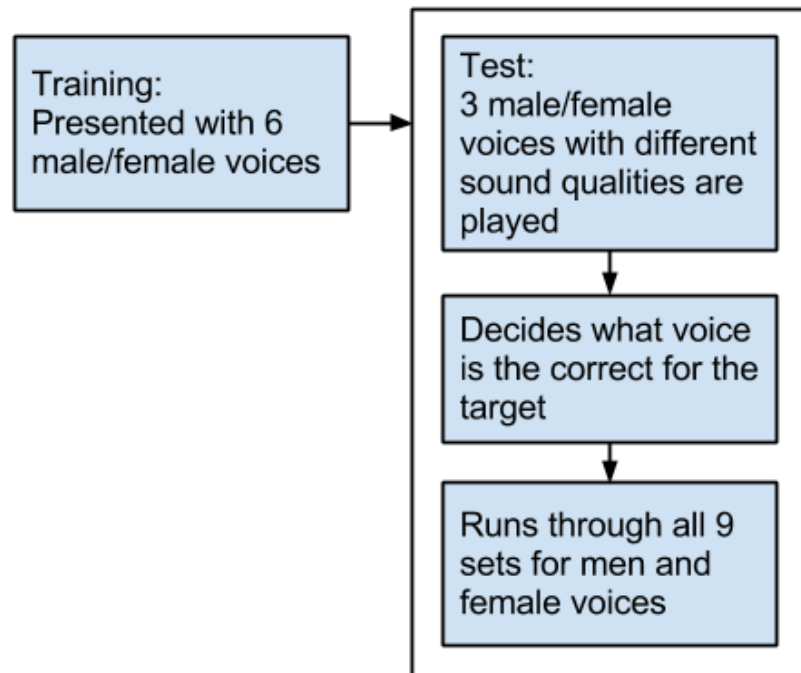 Training:
Presented with 6
male/female voices
Test:
3 male/female
voices with different
sound qualities are
played
Decides what voice
is the correct for the
target
Runs through all 9
sets for men and
female voices